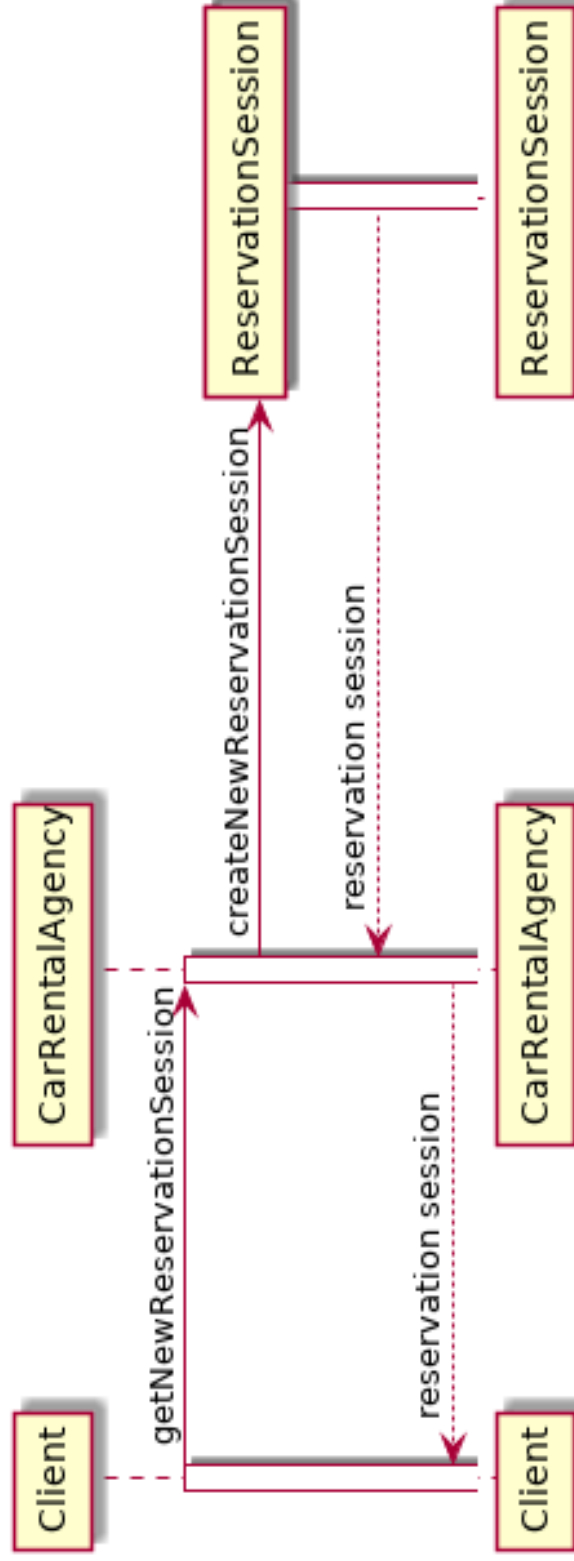 Client
CarRentalAgency
getNewReservationSession
ReservationSession
createNewReservationSession
reservation session
reservation session
Client
CarRentalAgency
ReservationSession